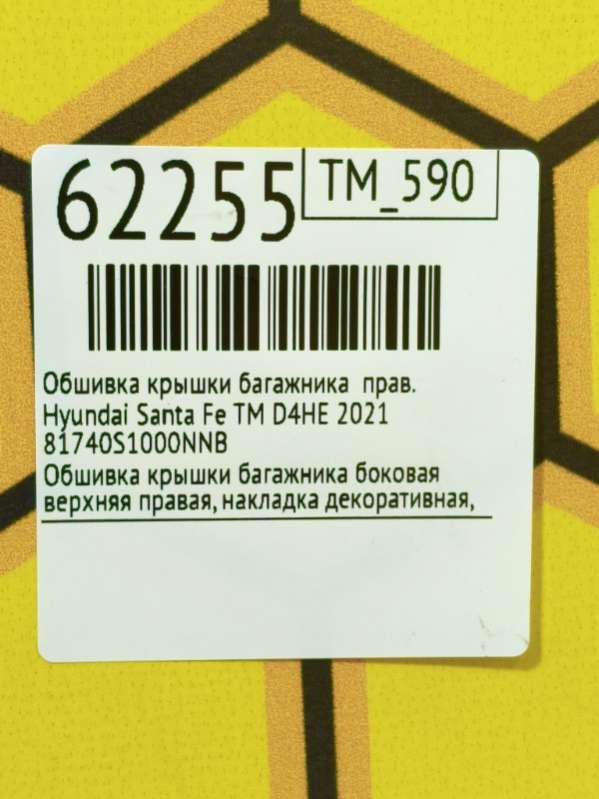 62255
TM_590
Обшивка крышки багажника прав.
Hyundai Santa Fe TM D4HE 2021
81740S1000NNB
Обшивка крышки багажника боковая
верхняя правая, накладка декоративная,